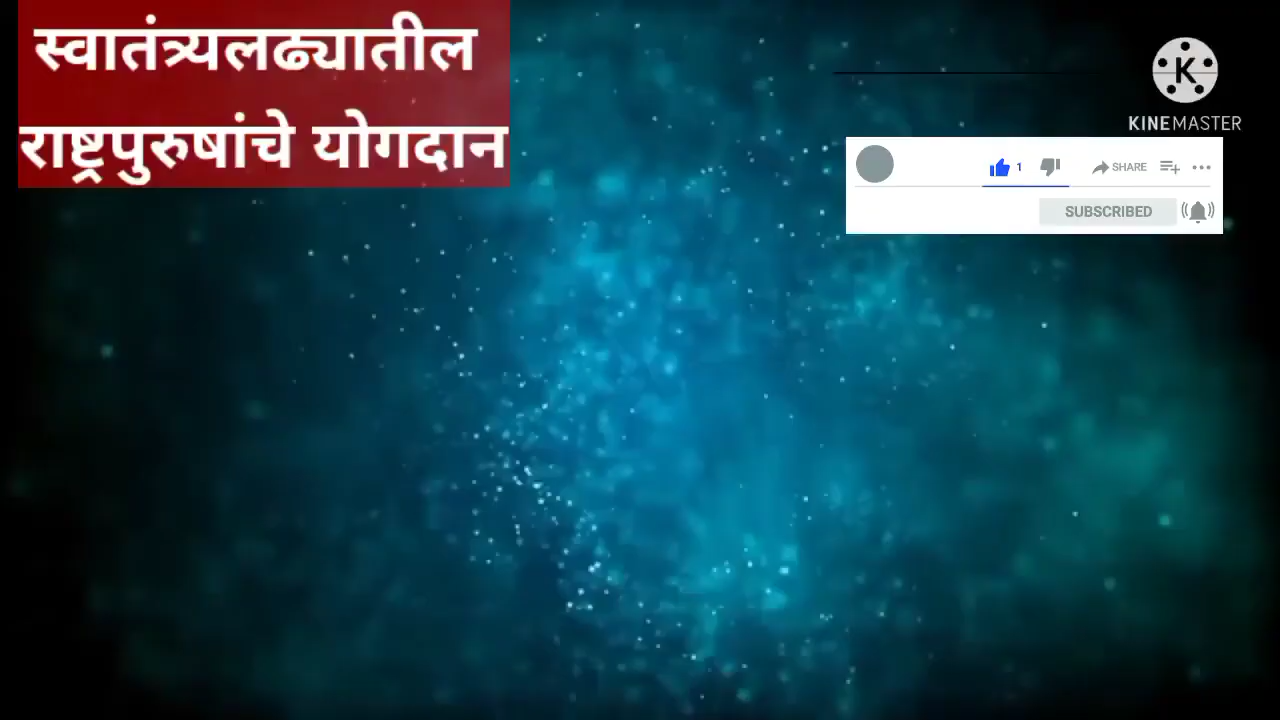 स्वातंत्र्यलढ्यातील
राष्ट्रपुरुषांचे योगदान
KINEMASTER
1 SHARE
SUBSCRIBED